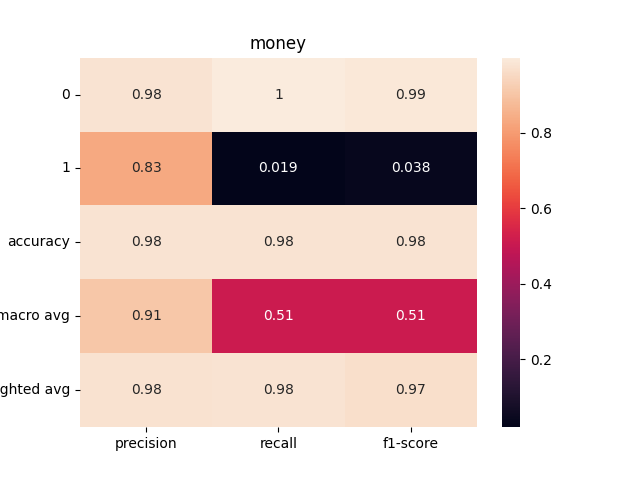 money
0 0.98 1 0.99
1 0.83 0.019 0.038
accuracy 0.98 0.98 0.98
macro avg 0.91 0.51 0.51
ghted avg 0.98 0.98 0.97
precision recall f1-score
0.8
0.6
0.4
0.2